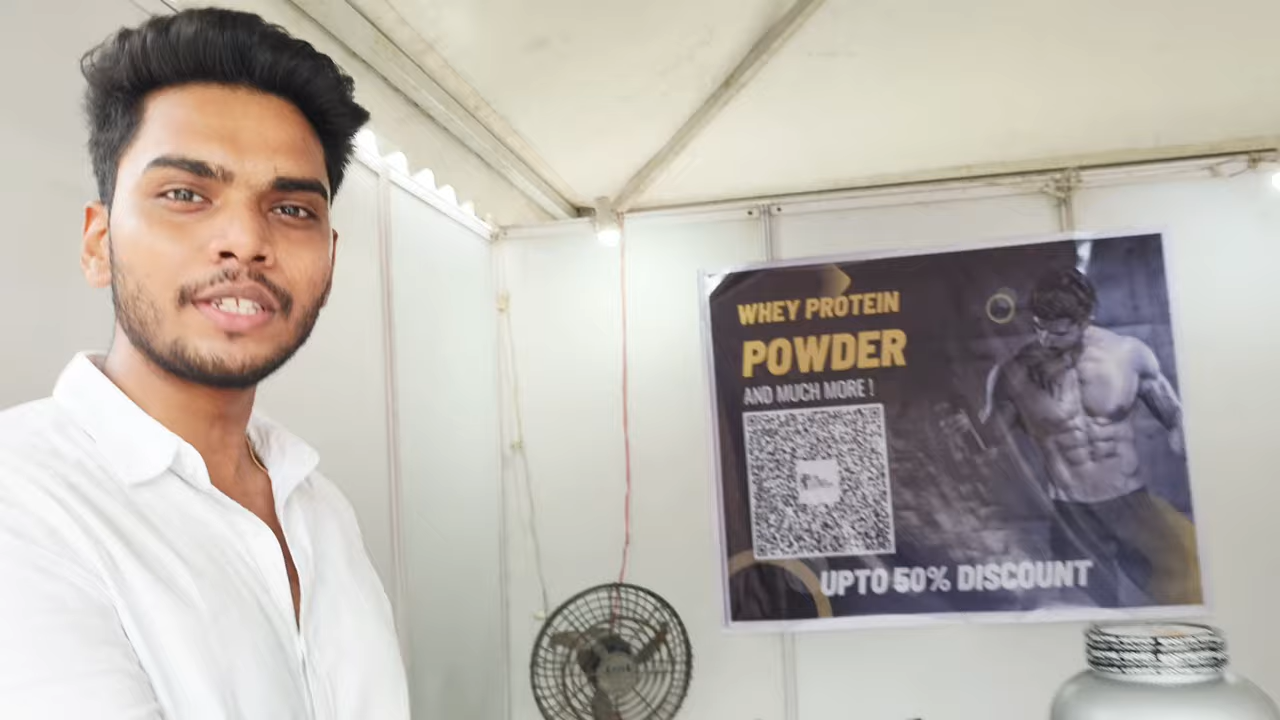 WHEY PROTEIN
POWDER
AND MUCH MORE !
UPTO 50% DISCOUNT